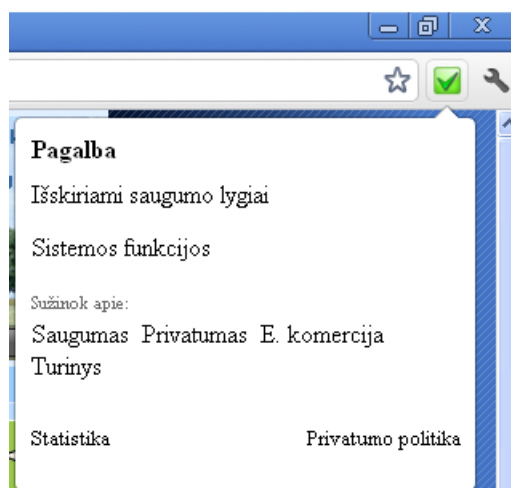 Pagalba
Išskiriami saugumo lygiai
Sistemos funkcijos
Sužinok apie:
Saugumas Privatumas E. komercija
Turinys
Statistika Privatumo politika